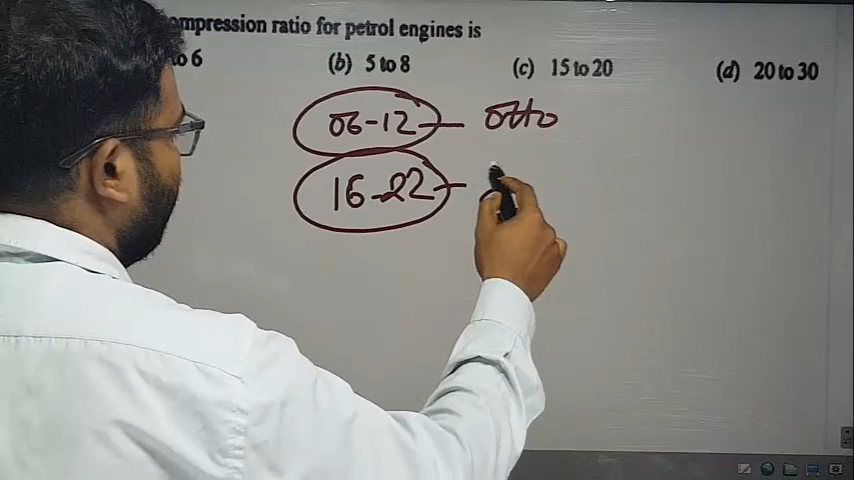 ompression ratio for petrol engines is
to 6 (b) 5 to 8 (c) 15 to 20 (d) 20 to 30
06-12 — otto
16-22 —